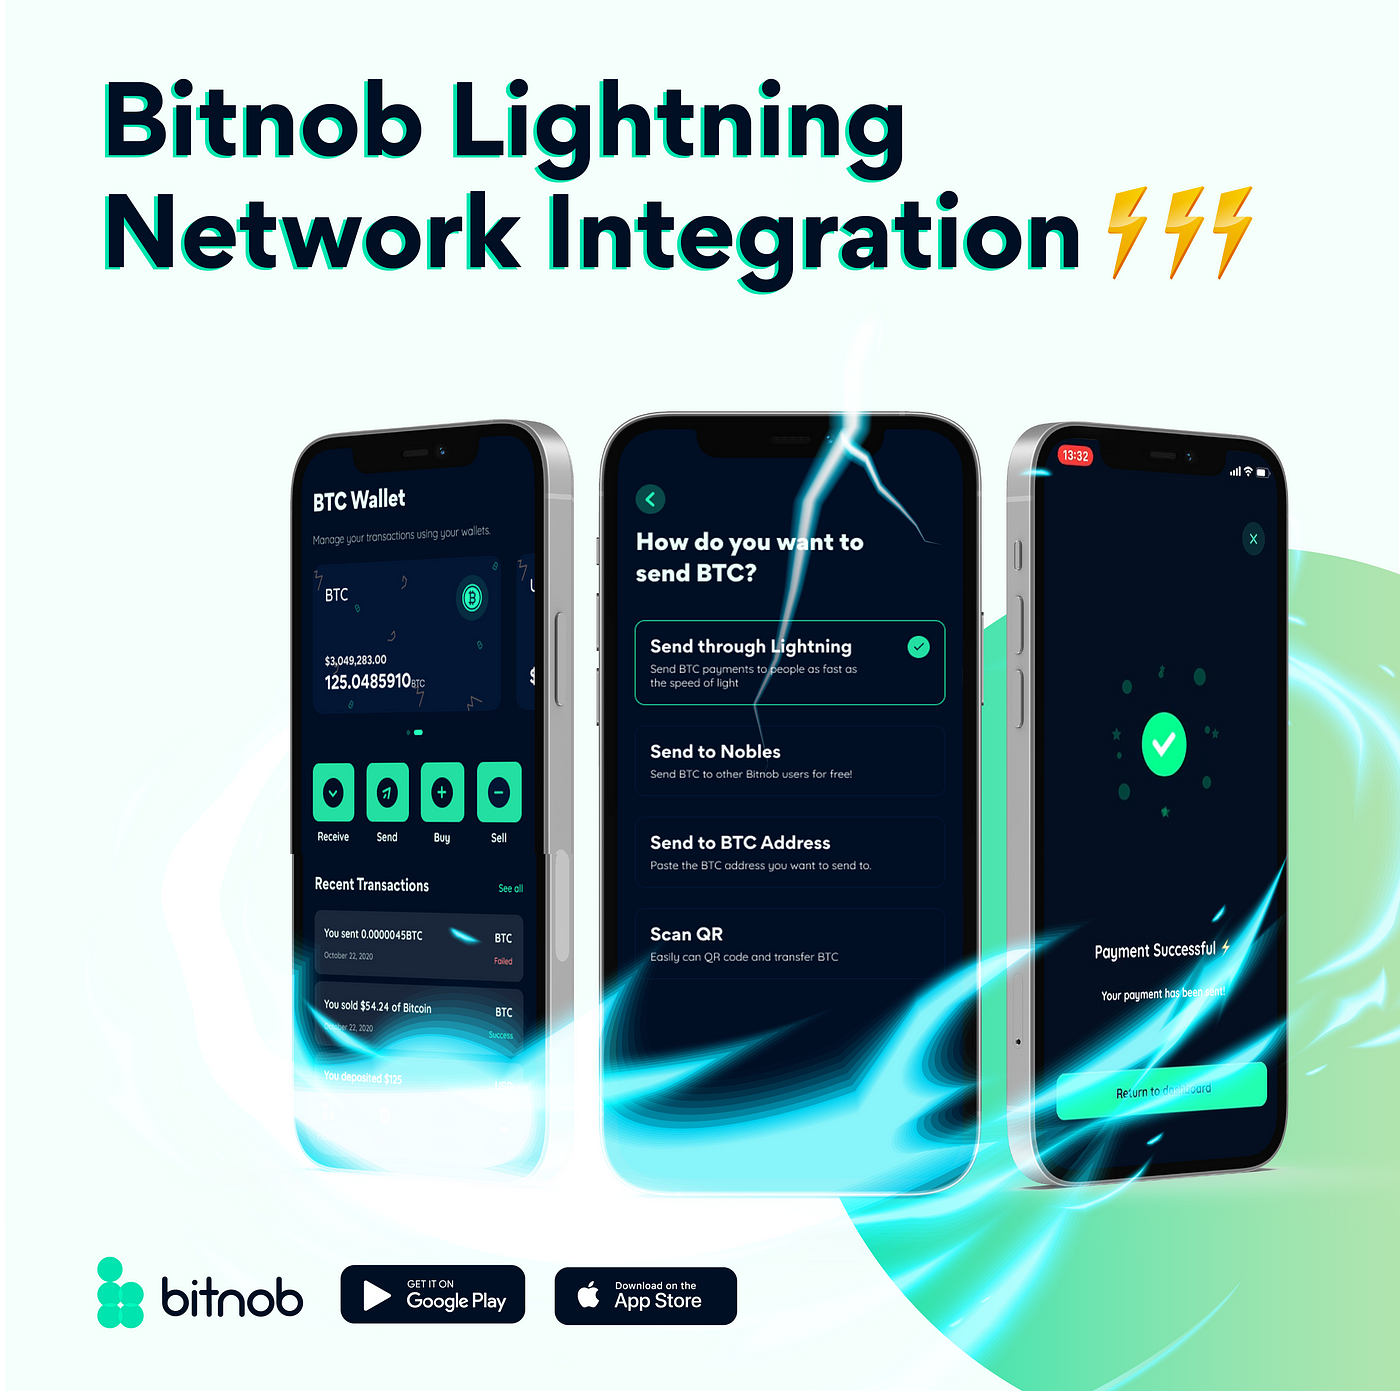 Bitnob Lightning
Network Integration
BTC Wallet
Manage your transactions using your wallets.
BTC
$3,049,283.00
125.0485910BTC
$
Receive
Send
Buy
Sell
Recent Transactions
See all
You sent 0.0000045BTC
BTC
October 22, 2020
Failed
You sold $54.24 of Bitcoin
BTC
October 22, 2020
Success
You deposited $125
How do you want to
send BTC?
Send through Lightning
Send BTC payments to people as fast as
the speed of light
Send to Nobles
Send BTC to other Bitnob users for free!
Send to BTC Address
Paste the BTC address you want to send to.
Scan QR
Easily can QR code and transfer BTC
13:32
X
Payment Successful
Your payment has been sent!
Return to dashboard
bitnob
GET IT ON
Google Play
Download on the
App Store